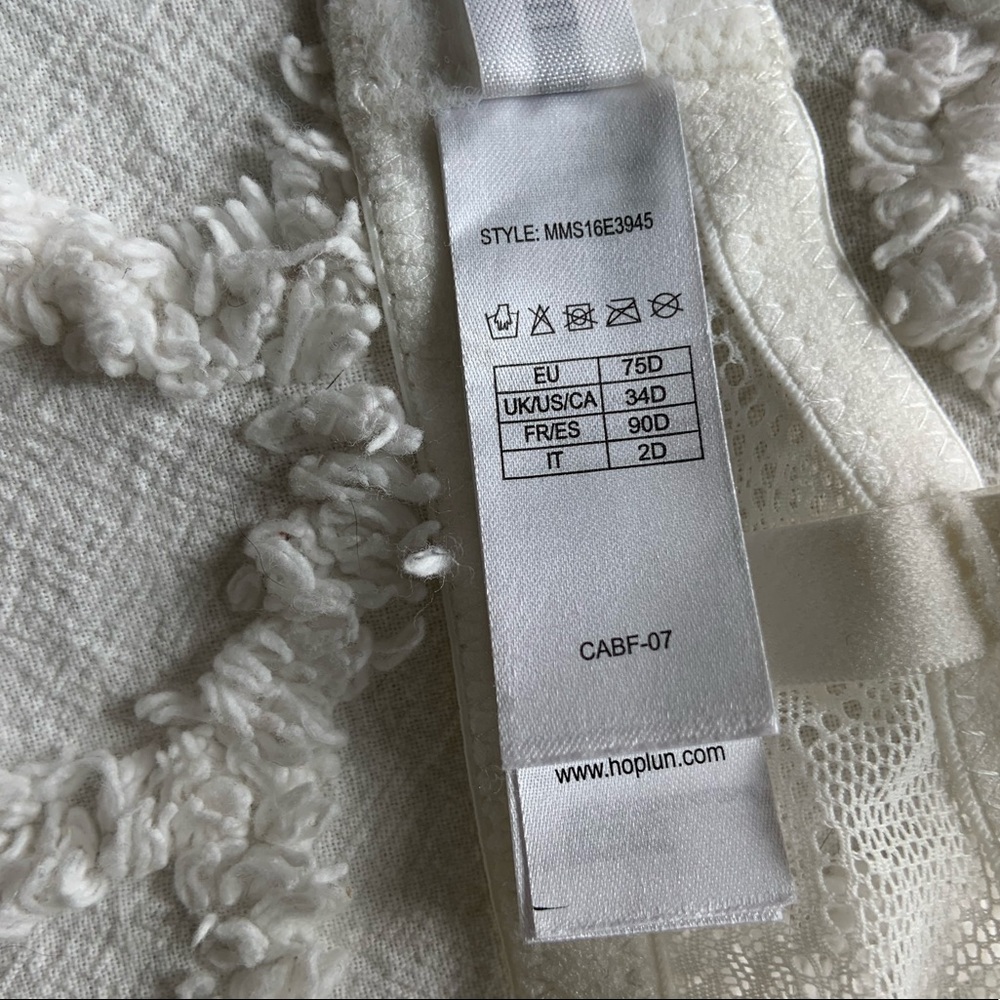 STYLE: MMS16E3945
EU 75D
UK/US/CA 34D
FR/ES 90D
IT 2D
CABF-07
www.hoplun.com